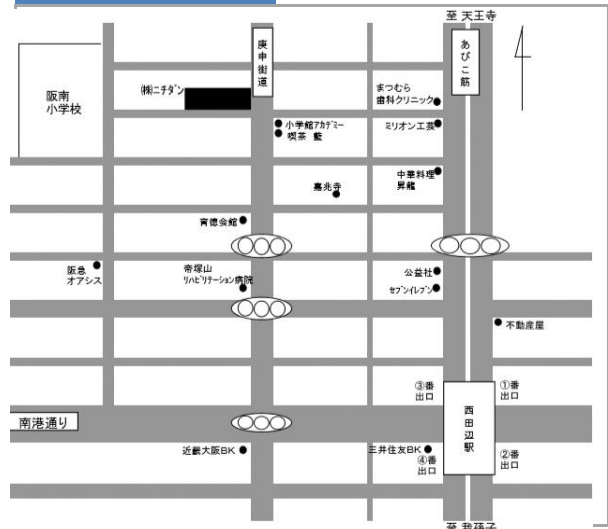 至 天王寺
庚申街道
あびこ筋
阪南
小学校
㈱ニチダン
まつむら
歯科クリニック
小学館アカデミー
喫茶 藍
ミリオン工芸
中華料理
昇龍
嘉兆寺
育徳会館
阪急
オアシス
帝塚山
リハビリテーション病院
公益社
セブンイレブン
不動産屋
③番
出口
①番
出口
南港通り
西田辺駅
近畿大阪BK
三井住友BK
④番
出口
②番
出口
至 我孫子